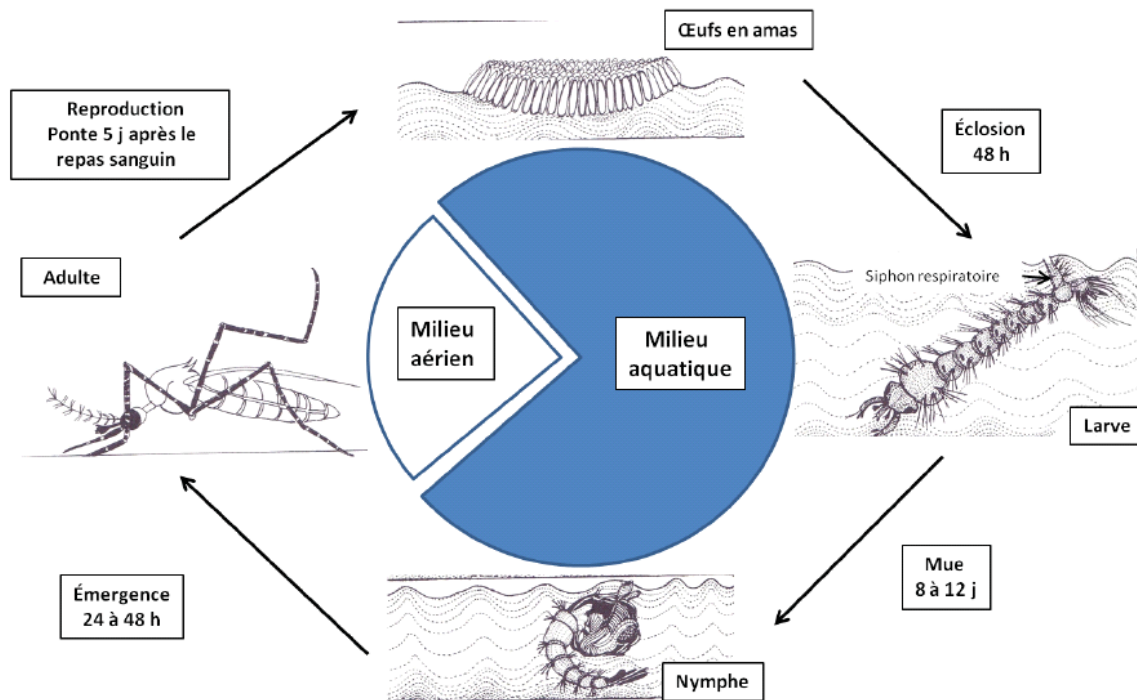 Œufs en amas
Reproduction
Ponte 5 j après le
repas sanguin
Éclosion
48 h
Adulte
Siphon respiratoire
Milieu
aérien
Milieu
aquatique
Larve
Mue
8 à 12 j
Émergence
24 à 48 h
Nymphe